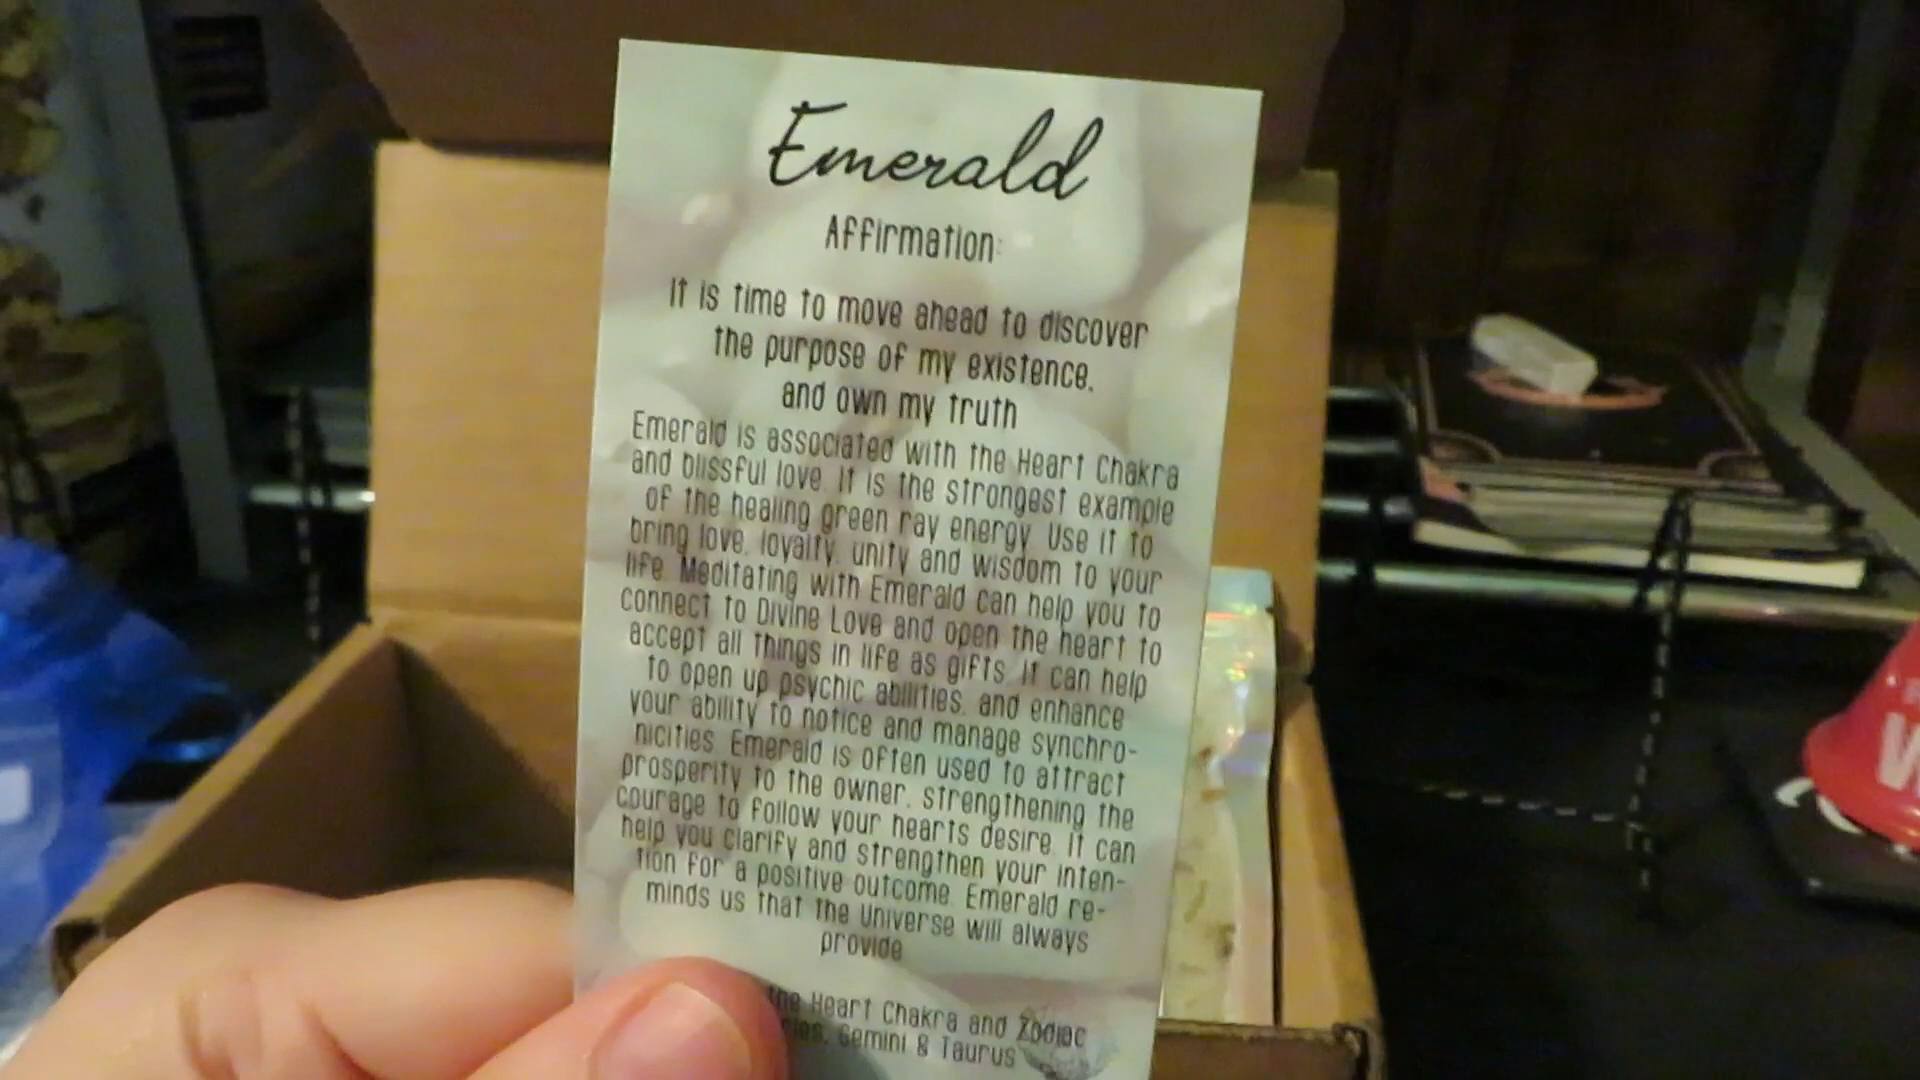 Emerald
Affirmation:
It is time to move ahead to discover
the purpose of my existence,
and own my truth
Emerald is associated with the Heart Chakra
and blissful love. It is the strongest example
of the healing green ray energy. Use it to
bring love, loyalty, unity and wisdom to your
life. Meditating with Emerald can help you to
connect to Divine Love and open the heart to
accept all things in life as gifts. It can help
to open up psychic abilities, and enhance
your ability to notice and manage synchro-
nicities. Emerald is often used to attract
prosperity to the owner, strengthening the
courage to follow your hearts desire. It can
help you clarify and strengthen your inten-
tion for a positive outcome. Emerald re-
minds us that the Universe will always
provide
the Heart Chakra and Zodiac
Gemini & Taurus
W